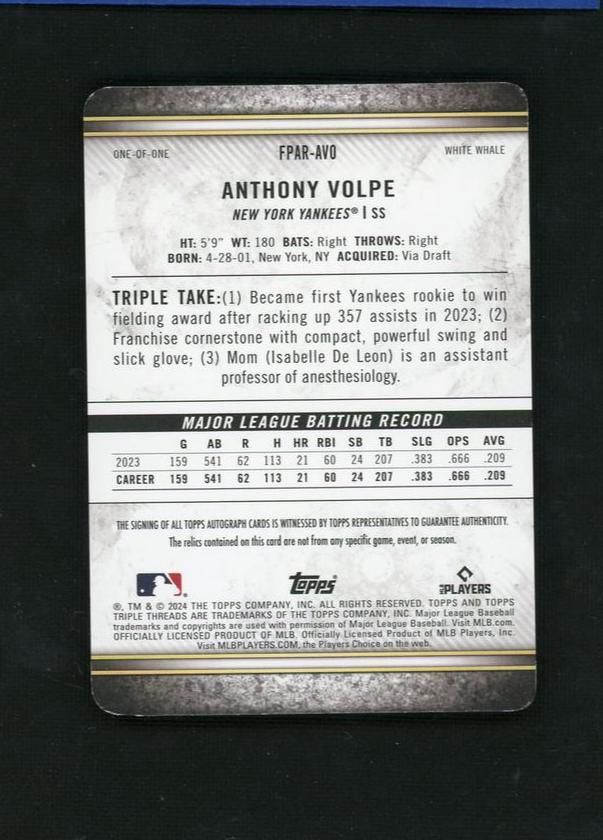 ONE-OF-ONE FPAR-AVO WHITE WHALE
ANTHONY VOLPE
NEW YORK YANKEES® | SS
HT: 5'9" WT: 180 BATS: Right THROWS: Right
BORN: 4-28-01, New York, NY ACQUIRED: Via Draft
TRIPLE TAKE:(1) Became first Yankees rookie to win
fielding award after racking up 357 assists in 2023; (2)
Franchise cornerstone with compact, powerful swing and
slick glove; (3) Mom (Isabelle De Leon) is an assistant
professor of anesthesiology.
MAJOR LEAGUE BATTING RECORD
G AB R H HR RBI SB TB SLG OPS AVG
2023 159 541 62 113 21 60 24 207 .383 .666 .209
CAREER 159 541 62 113 21 60 24 207 .383 .666 .209
THE SIGNING OF ALL TOPPS AUTOGRAPH CARDS IS WITNESSED BY TOPPS REPRESENTATIVES TO GUARANTEE AUTHENTICITY.
The relics contained on this card are not from any specific game, event, or season.
topps MLB PLAYERS
®, TM & © 2024 THE TOPPS COMPANY, INC. ALL RIGHTS RESERVED. TOPPS AND TOPPS
TRIPLE THREADS ARE TRADEMARKS OF THE TOPPS COMPANY, INC. Major League Baseball
trademarks and copyrights are used with permission of Major League Baseball. Visit MLB.com.
OFFICIALLY LICENSED PRODUCT OF MLB. Officially Licensed Product of MLB Players, Inc.
Visit MLBPLAYERS.COM, the Players Choice on the web.